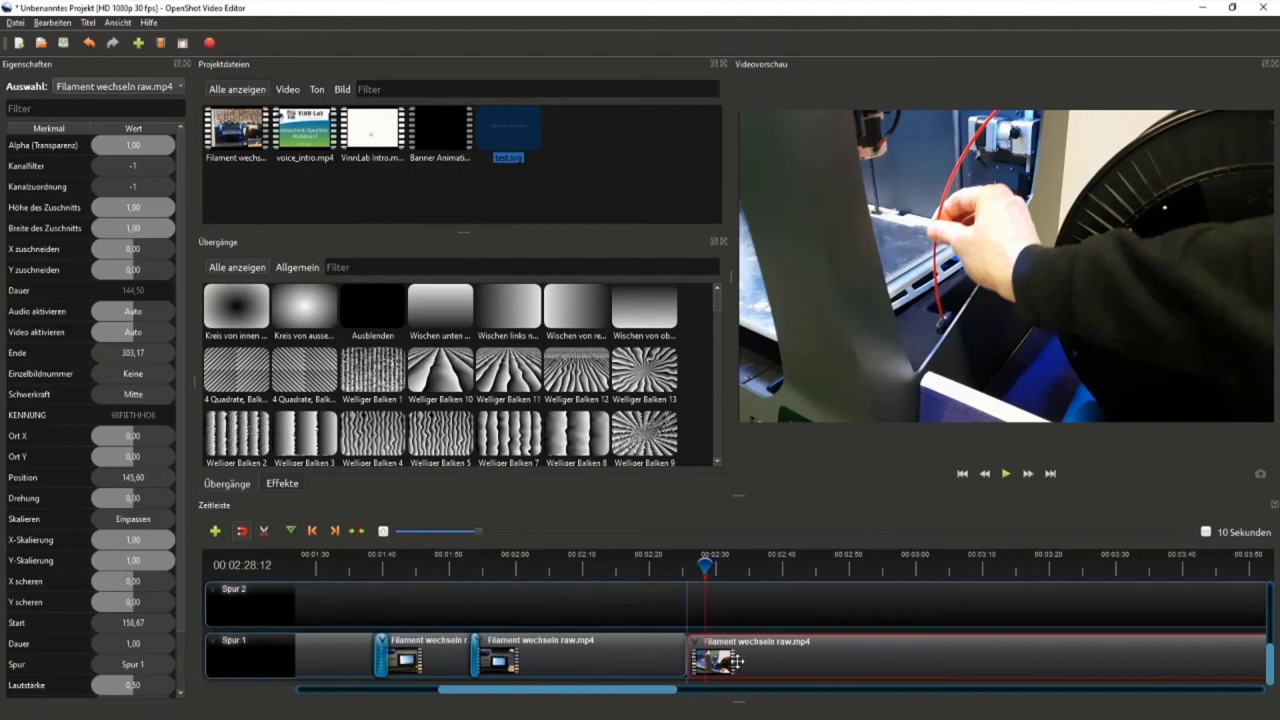 * Unbenanntes Projekt [HD 1080p 30 fps] - OpenShot Video Editor
Datei Bearbeiten Titel Ansicht Hilfe
Eigenschaften
Auswahl: Filament wechseln raw.mp4
Filter
Merkmal Wert
Alpha (Transparenz) 1,00
Kanalfilter -1
Kanalzuordnung -1
Höhe des Zuschnitts 1,00
Breite des Zuschnitts 1,00
X zuschneiden 0,00
Y zuschneiden 0,00
Dauer 144,50
Audio aktivieren Auto
Video aktivieren Auto
Ende 303,17
Einzelbildnummer Keine
Schwerkraft Mitte
KENNUNG 98FIETHHO6
Ort X 0,00
Ort Y 0,00
Position 145,60
Drehung 0,00
Skalieren Einpassen
X-Skalierung 1,00
Y-Skalierung 1,00
X scheren 0,00
Y scheren 0,00
Start 158,67
Dauer 1,00
Spur Spur 1
Lautstärke 0,50
Projektdateien
Alle anzeigen Video Ton Bild Filter
ViNN:Lab
Filament wechs... voice_intro.mp4 VinnLab Intro.m... Banner Animati... test.svg
Übergänge
Alle anzeigen Allgemein Filter
Kreis von innen ... Kreis von ausse... Ausblenden Wischen unten ... Wischen links n... Wischen von re... Wischen von ob...
4 Quadrate, Balk... 4 Quadrate, Balk... Welliger Balken 1 Welliger Balken 10 Welliger Balken 11 Welliger Balken 12 Welliger Balken 13
Welliger Balken 2 Welliger Balken 3 Welliger Balken 4 Welliger Balken 5 Welliger Balken 7 Welliger Balken 8 Welliger Balken 9
Übergänge Effekte
Videovorschau
Zeitleiste
10 Sekunden
00:02:28:12
00:01:30 00:01:40 00:01:50 00:02:00 00:02:10 00:02:20 00:02:30 00:02:40 00:02:50 00:03:00 00:03:10 00:03:20 00:03:30 00:03:40 00:03:50
Spur 2
Spur 1
Filament wechseln r. Filament wechseln raw.mp4 Filament wechseln raw.mp4